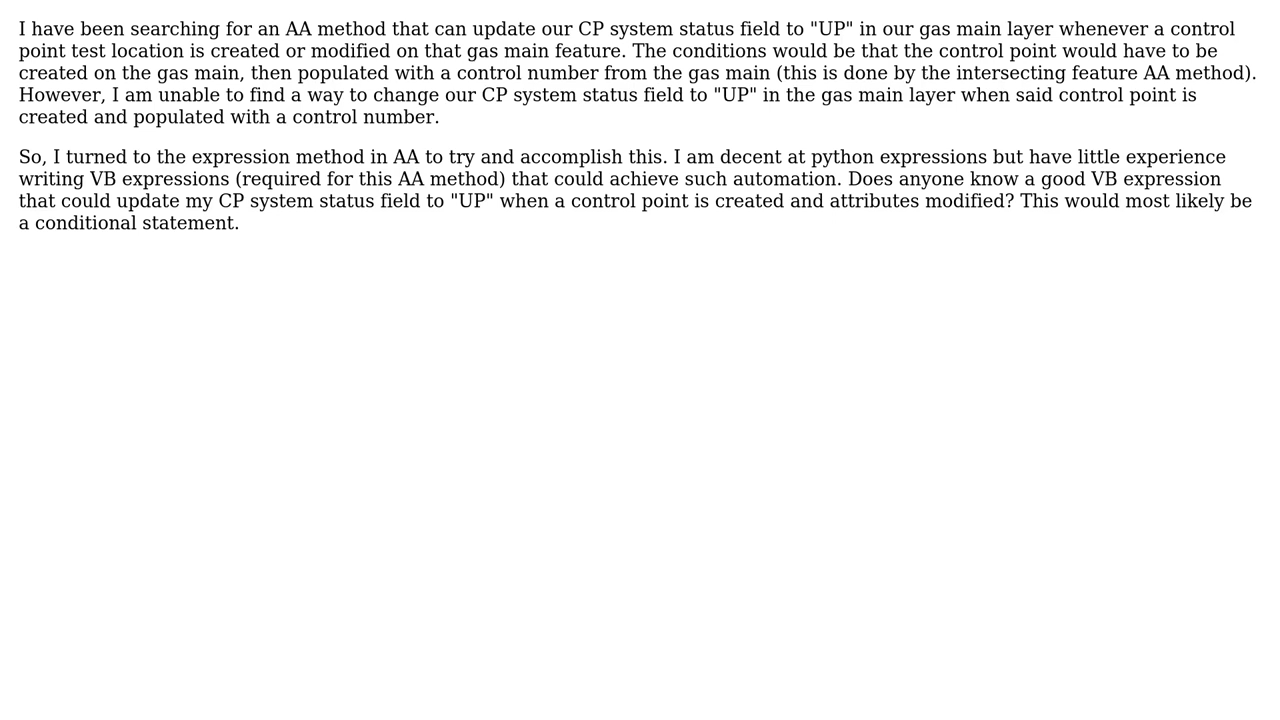 I have been searching for an AA method that can update our CP system status field to "UP" in our gas main layer whenever a control
point test location is created or modified on that gas main feature. The conditions would be that the control point would have to be
created on the gas main, then populated with a control number from the gas main (this is done by the intersecting feature AA method).
However, I am unable to find a way to change our CP system status field to "UP" in the gas main layer when said control point is
created and populated with a control number.
So, I turned to the expression method in AA to try and accomplish this. I am decent at python expressions but have little experience
writing VB expressions (required for this AA method) that could achieve such automation. Does anyone know a good VB expression
that could update my CP system status field to "UP" when a control point is created and attributes modified? This would most likely be
a conditional statement.